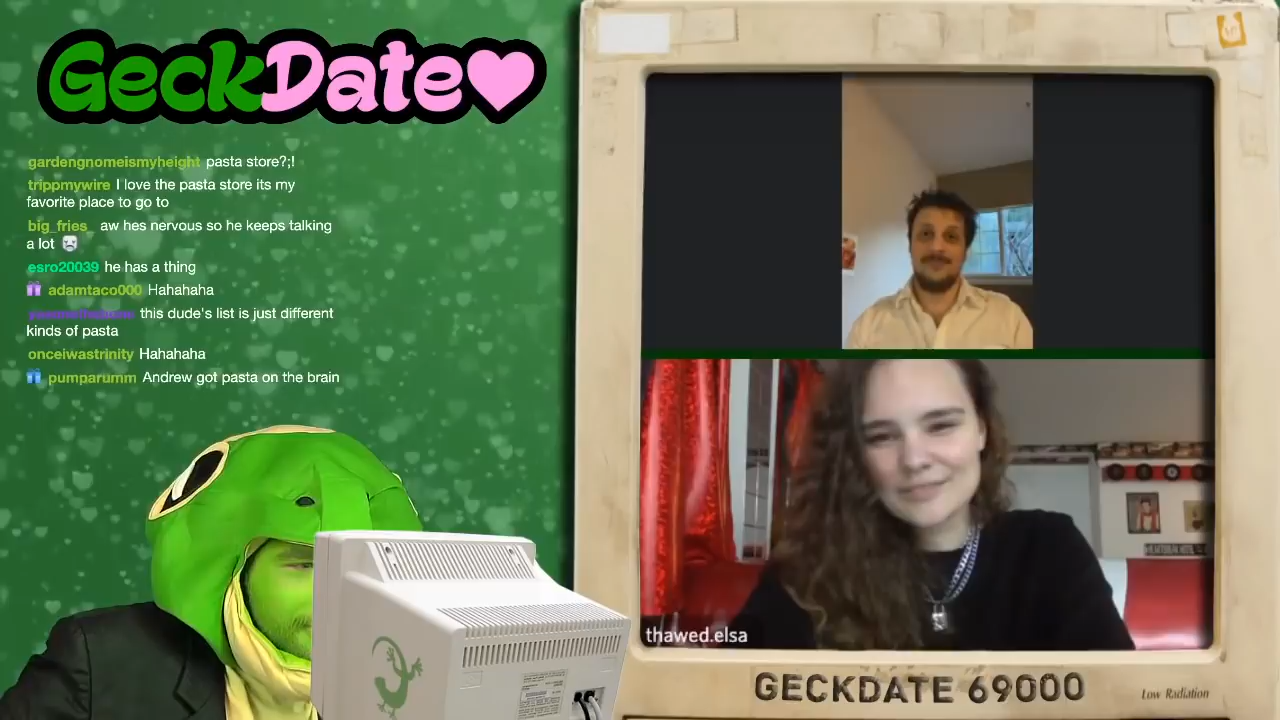 GeckDate
gardengnomeismyheight pasta store?;!
trippmywire I love the pasta store its my
favorite place to go to
big_fries_ aw hes nervous so he keeps talking
a lot
esro20039 he has a thing
adamtaco000 Hahahaha
this dude's list is just different
kinds of pasta
onceiwastrinity Hahahaha
pumparumm Andrew got pasta on the brain
thawed.elsa
GECKDATE 69000
Low Radiation